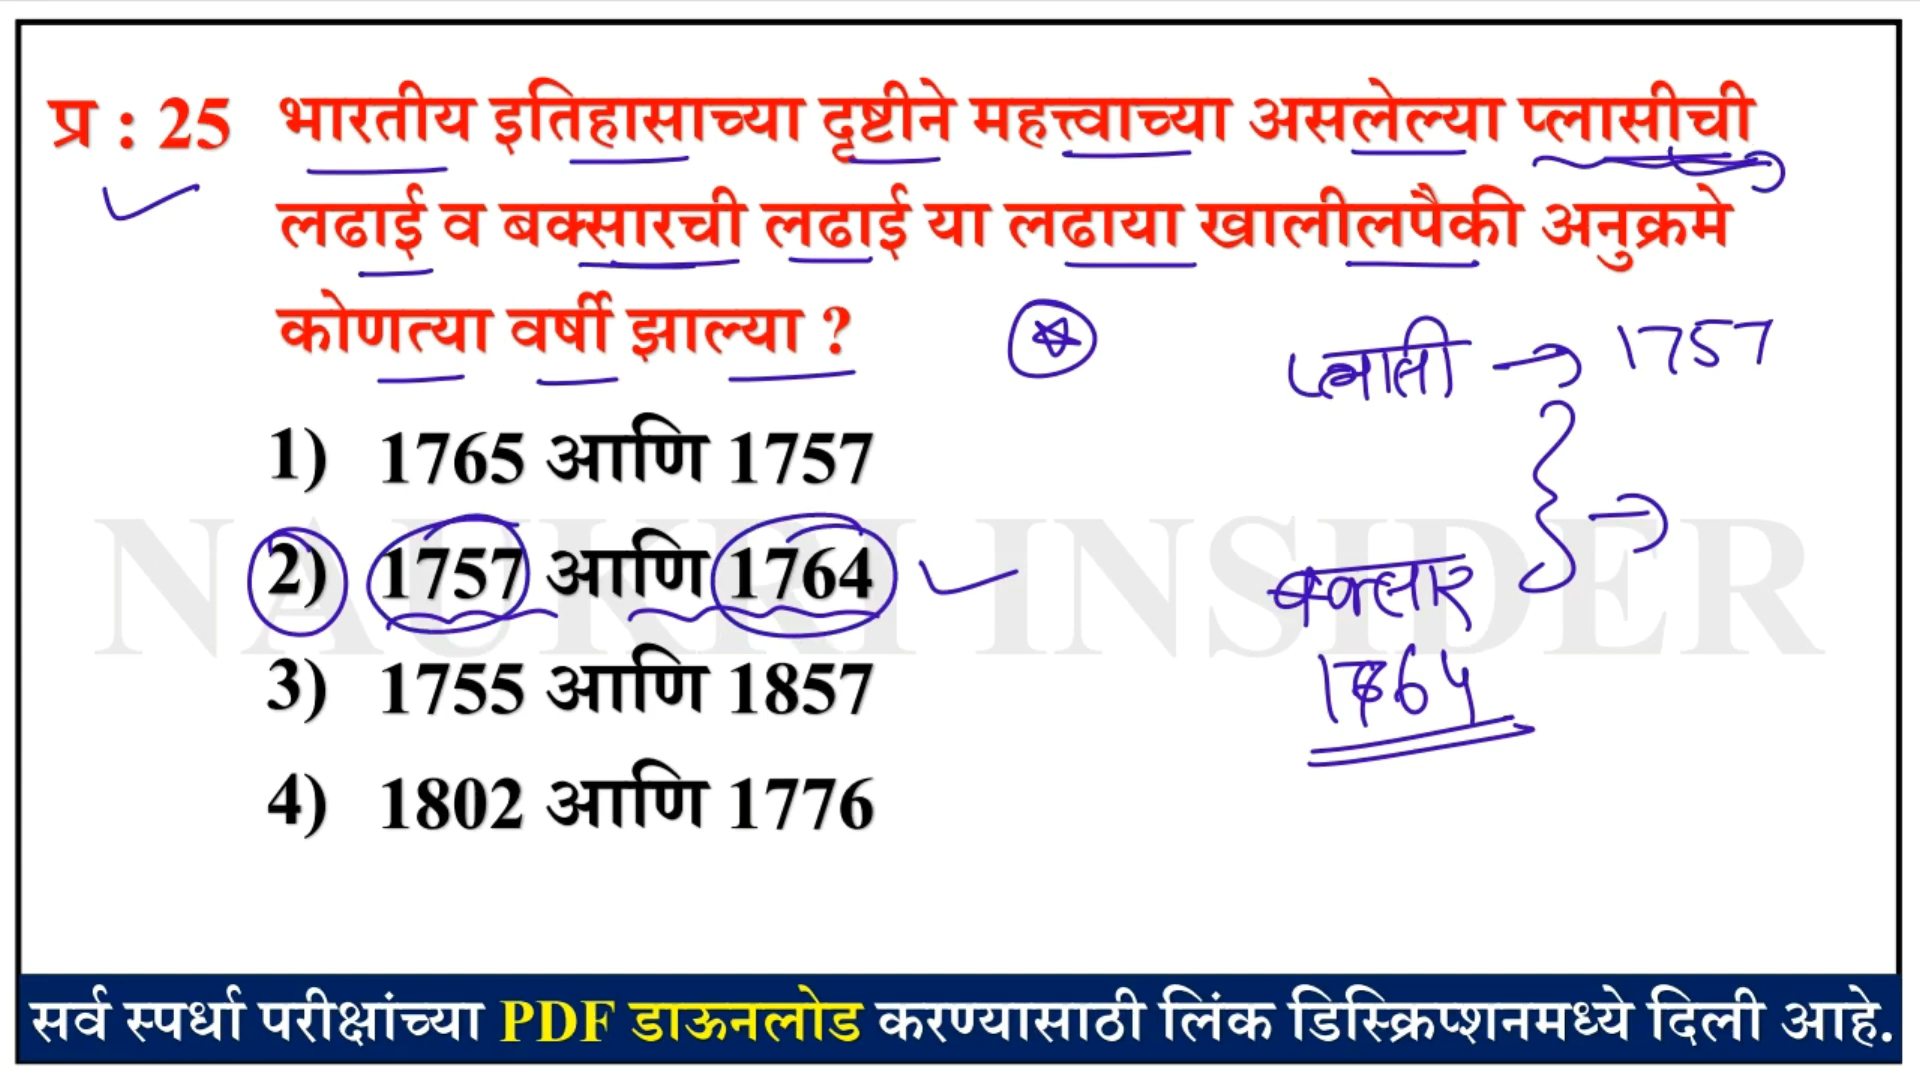 प्र : 25 भारतीय इतिहासाच्या दृष्टीने महत्त्वाच्या असलेल्या प्लासीची
लढाई व बक्सारची लढाई या लढाया खालीलपैकी अनुक्रमे
कोणत्या वर्षी झाल्या ?
प्लासी → 1757
1) 1765 आणि 1757
2) 1757 आणि 1764
बक्सार
1764
3) 1755 आणि 1857
4) 1802 आणि 1776
NAUKRI INSIDER
सर्व स्पर्धा परीक्षांच्या PDF डाऊनलोड करण्यासाठी लिंक डिस्क्रिप्शनमध्ये दिली आहे.